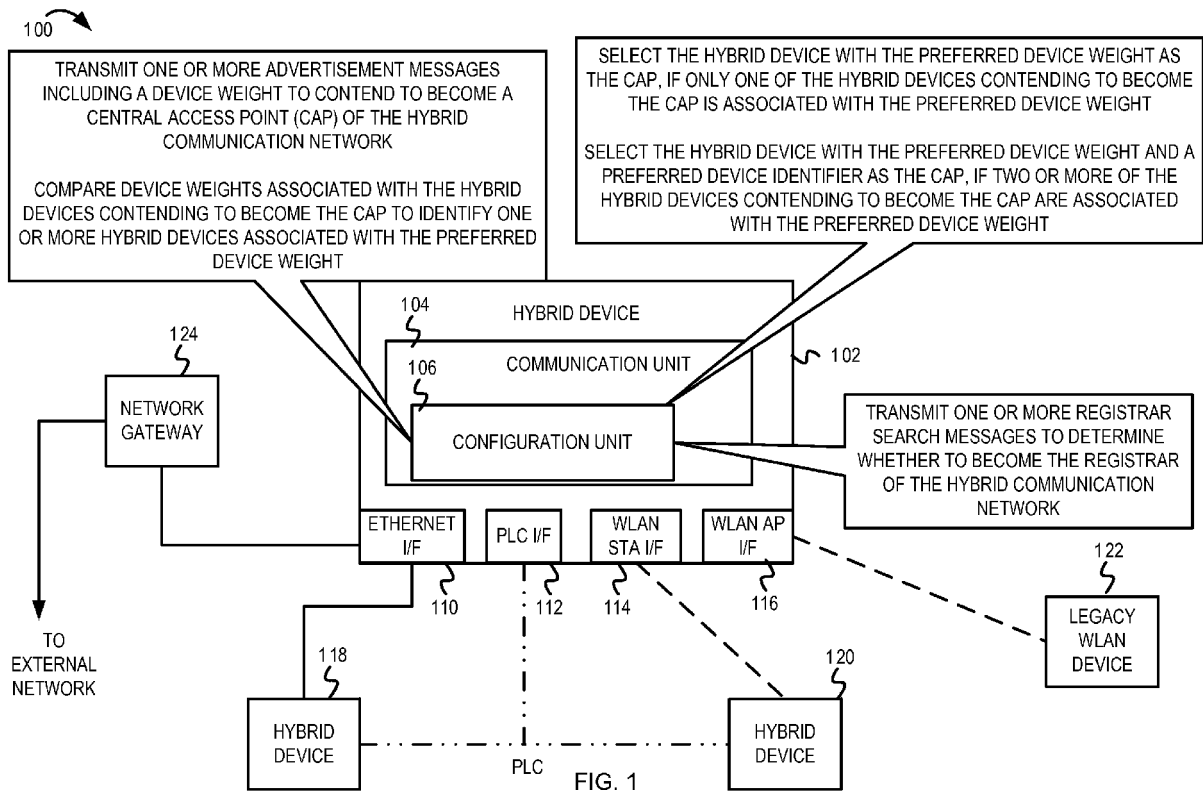 100
TRANSMIT ONE OR MORE ADVERTISEMENT MESSAGES
INCLUDING A DEVICE WEIGHT TO CONTEND TO BECOME A
CENTRAL ACCESS POINT (CAP) OF THE HYBRID
COMMUNICATION NETWORK
COMPARE DEVICE WEIGHTS ASSOCIATED WITH THE HYBRID
DEVICES CONTENDING TO BECOME THE CAP TO IDENTIFY ONE
OR MORE HYBRID DEVICES ASSOCIATED WITH THE PREFERRED
DEVICE WEIGHT
SELECT THE HYBRID DEVICE WITH THE PREFERRED DEVICE WEIGHT AS
THE CAP, IF ONLY ONE OF THE HYBRID DEVICES CONTENDING TO BECOME
THE CAP IS ASSOCIATED WITH THE PREFERRED DEVICE WEIGHT
SELECT THE HYBRID DEVICE WITH THE PREFERRED DEVICE WEIGHT AND A
PREFERRED DEVICE IDENTIFIER AS THE CAP, IF TWO OR MORE OF THE
HYBRID DEVICES CONTENDING TO BECOME THE CAP ARE ASSOCIATED
WITH THE PREFERRED DEVICE WEIGHT
HYBRID DEVICE
102
104
COMMUNICATION UNIT
106
CONFIGURATION UNIT
124
NETWORK
GATEWAY
TRANSMIT ONE OR MORE REGISTRAR
SEARCH MESSAGES TO DETERMINE
WHETHER TO BECOME THE REGISTRAR
OF THE HYBRID COMMUNICATION
NETWORK
ETHERNET
I/F
PLC I/F
WLAN
STA I/F
WLAN AP
I/F
110
112
114
116
122
LEGACY
WLAN
DEVICE
TO
EXTERNAL
NETWORK
118
HYBRID
DEVICE
120
HYBRID
DEVICE
PLC
FIG. 1